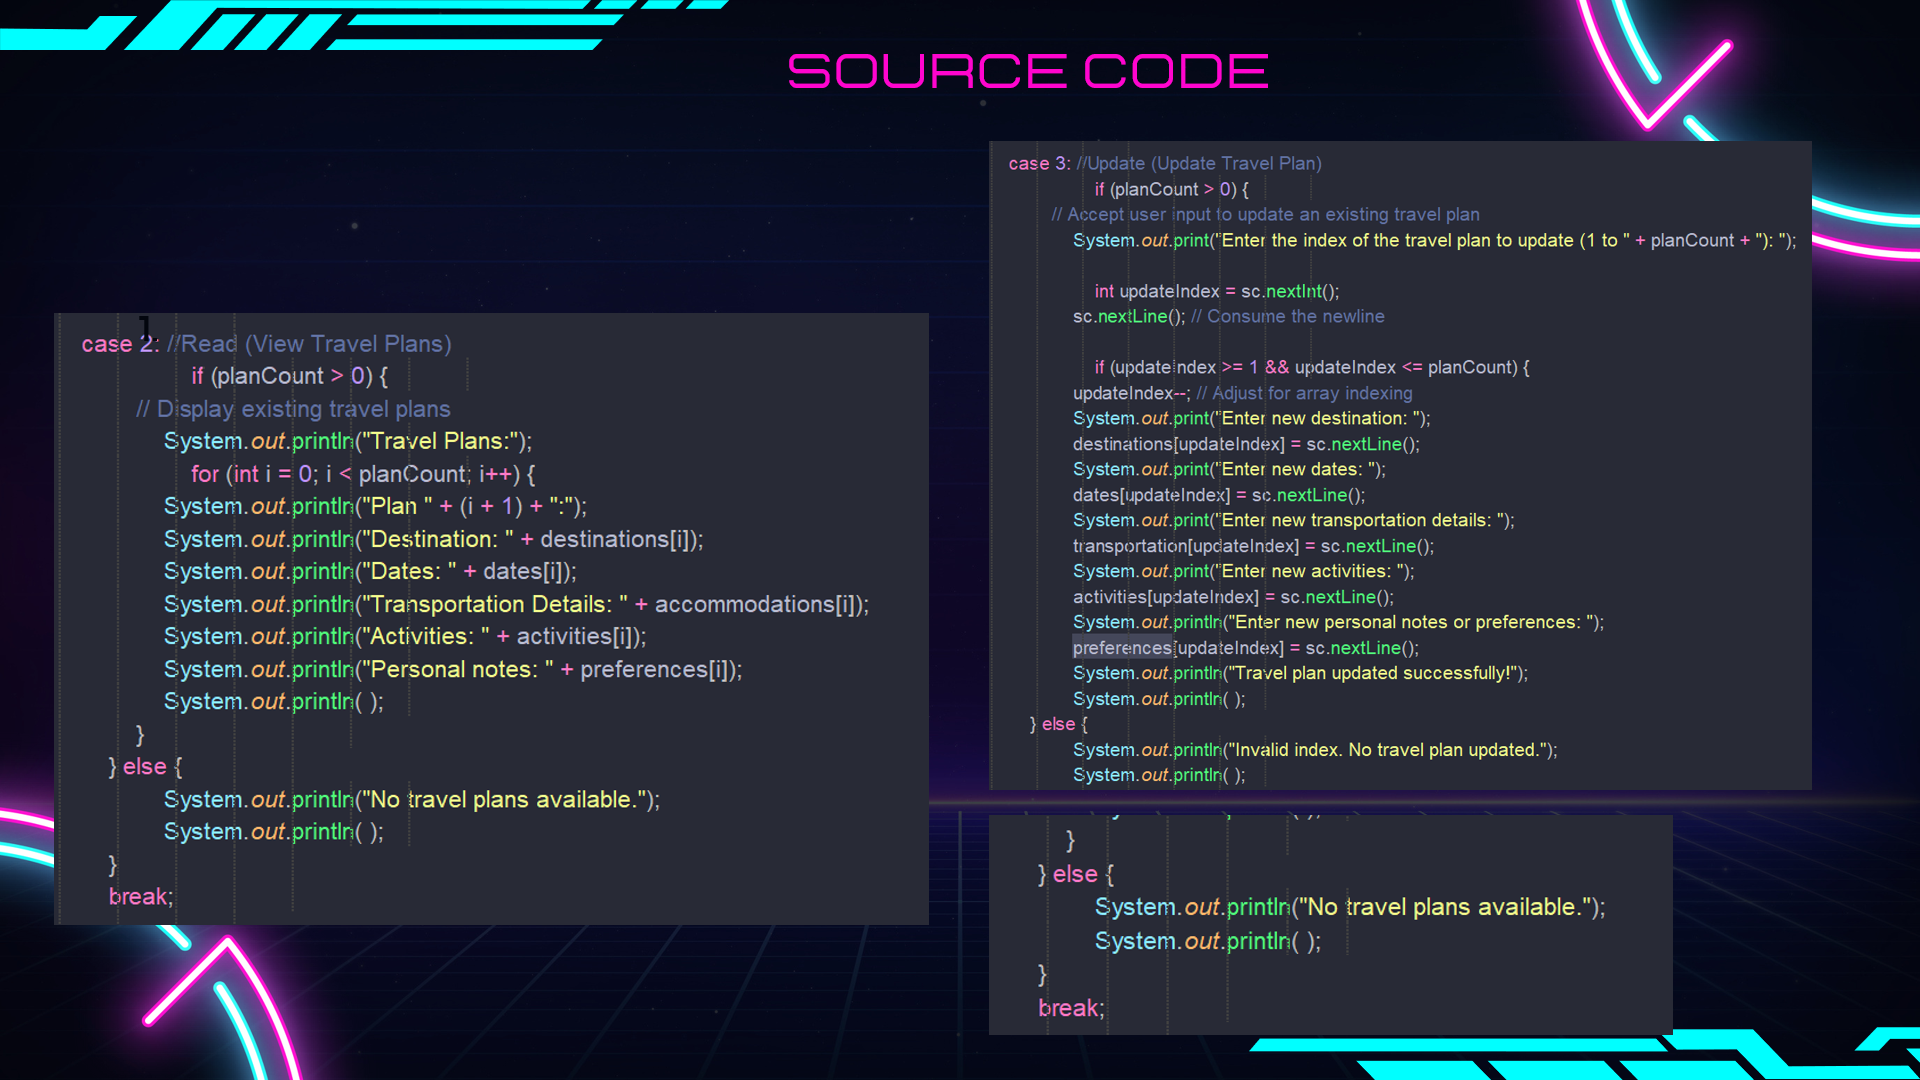 SOURCE CODE
1
case 2: //Read (View Travel Plans)
if (planCount > 0) {
// Display existing travel plans
System.out.println("Travel Plans:");
for (int i = 0; i < planCount; i++) {
System.out.println("Plan " + (i + 1) + ":");
System.out.println("Destination: " + destinations[i]);
System.out.println("Dates: " + dates[i]);
System.out.println("Transportation Details: " + accommodations[i]);
System.out.println("Activities: " + activities[i]);
System.out.println("Personal notes: " + preferences[i]);
System.out.println( );
}
} else {
System.out.println("No travel plans available.");
System.out.println( );
}
break;
case 3: //Update (Update Travel Plan)
if (planCount > 0) {
// Accept user input to update an existing travel plan
System.out.print("Enter the index of the travel plan to update (1 to " + planCount + "): ");
int updateIndex = sc.nextInt();
sc.nextLine(); // Consume the newline
if (updateIndex >= 1 && updateIndex <= planCount) {
updateIndex--; // Adjust for array indexing
System.out.print("Enter new destination: ");
destinations[updateIndex] = sc.nextLine();
System.out.print("Enter new dates: ");
dates[updateIndex] = sc.nextLine();
System.out.print("Enter new transportation details: ");
transportation[updateIndex] = sc.nextLine();
System.out.print("Enter new activities: ");
activities[updateIndex] = sc.nextLine();
System.out.println("Enter new personal notes or preferences: ");
preferences[updateIndex] = sc.nextLine();
System.out.println("Travel plan updated successfully!");
System.out.println( );
} else {
System.out.println("Invalid index. No travel plan updated.");
System.out.println( );
}
} else {
System.out.println("No travel plans available.");
System.out.println( );
}
break;